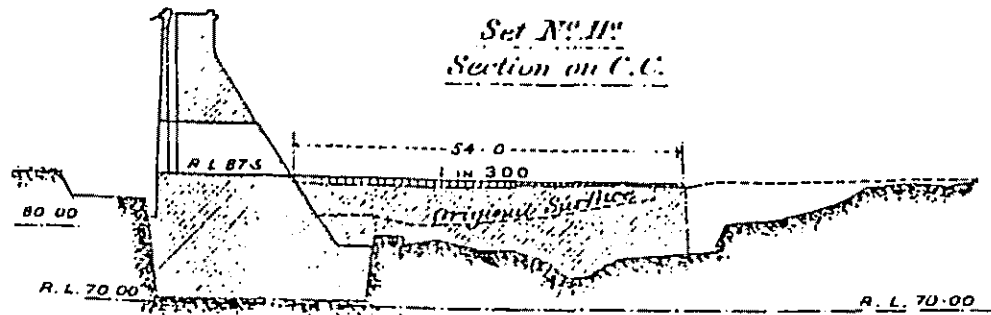 Set Nº. IIª
Section on C.C.
54·0
R L 87·5
1 IN 300
Original Surface
80·00
R. L. 70·00
R. L. 70·00